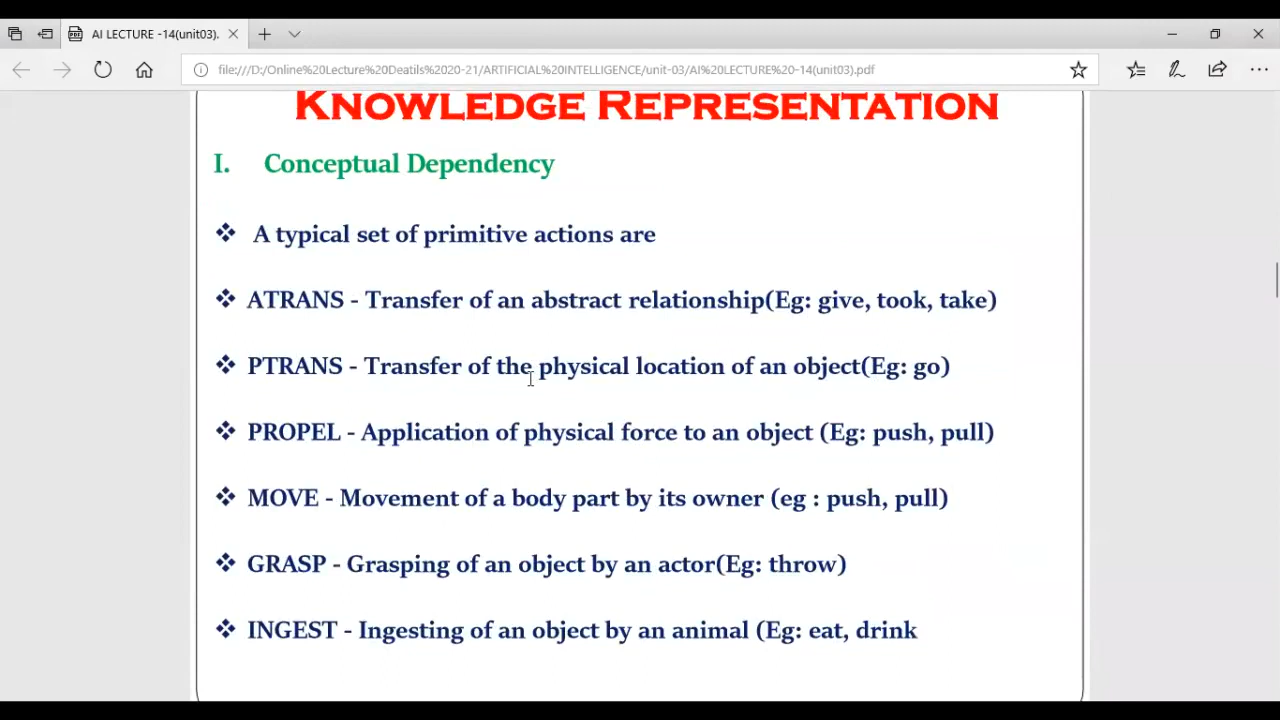 AI LECTURE -14(unit03).
file:///D:/Online%20Lecture%20Deatils%2020-21/ARTIFICIAL%20INTELLIGENCE/unit-03/AI%20LECTURE%20-14(unit03).pdf
KNOWLEDGE REPRESENTATION
I. Conceptual Dependency
❖ A typical set of primitive actions are
❖ ATRANS - Transfer of an abstract relationship(Eg: give, took, take)
❖ PTRANS - Transfer of the physical location of an object(Eg: go)
❖ PROPEL - Application of physical force to an object (Eg: push, pull)
❖ MOVE - Movement of a body part by its owner (eg : push, pull)
❖ GRASP - Grasping of an object by an actor(Eg: throw)
❖ INGEST - Ingesting of an object by an animal (Eg: eat, drink